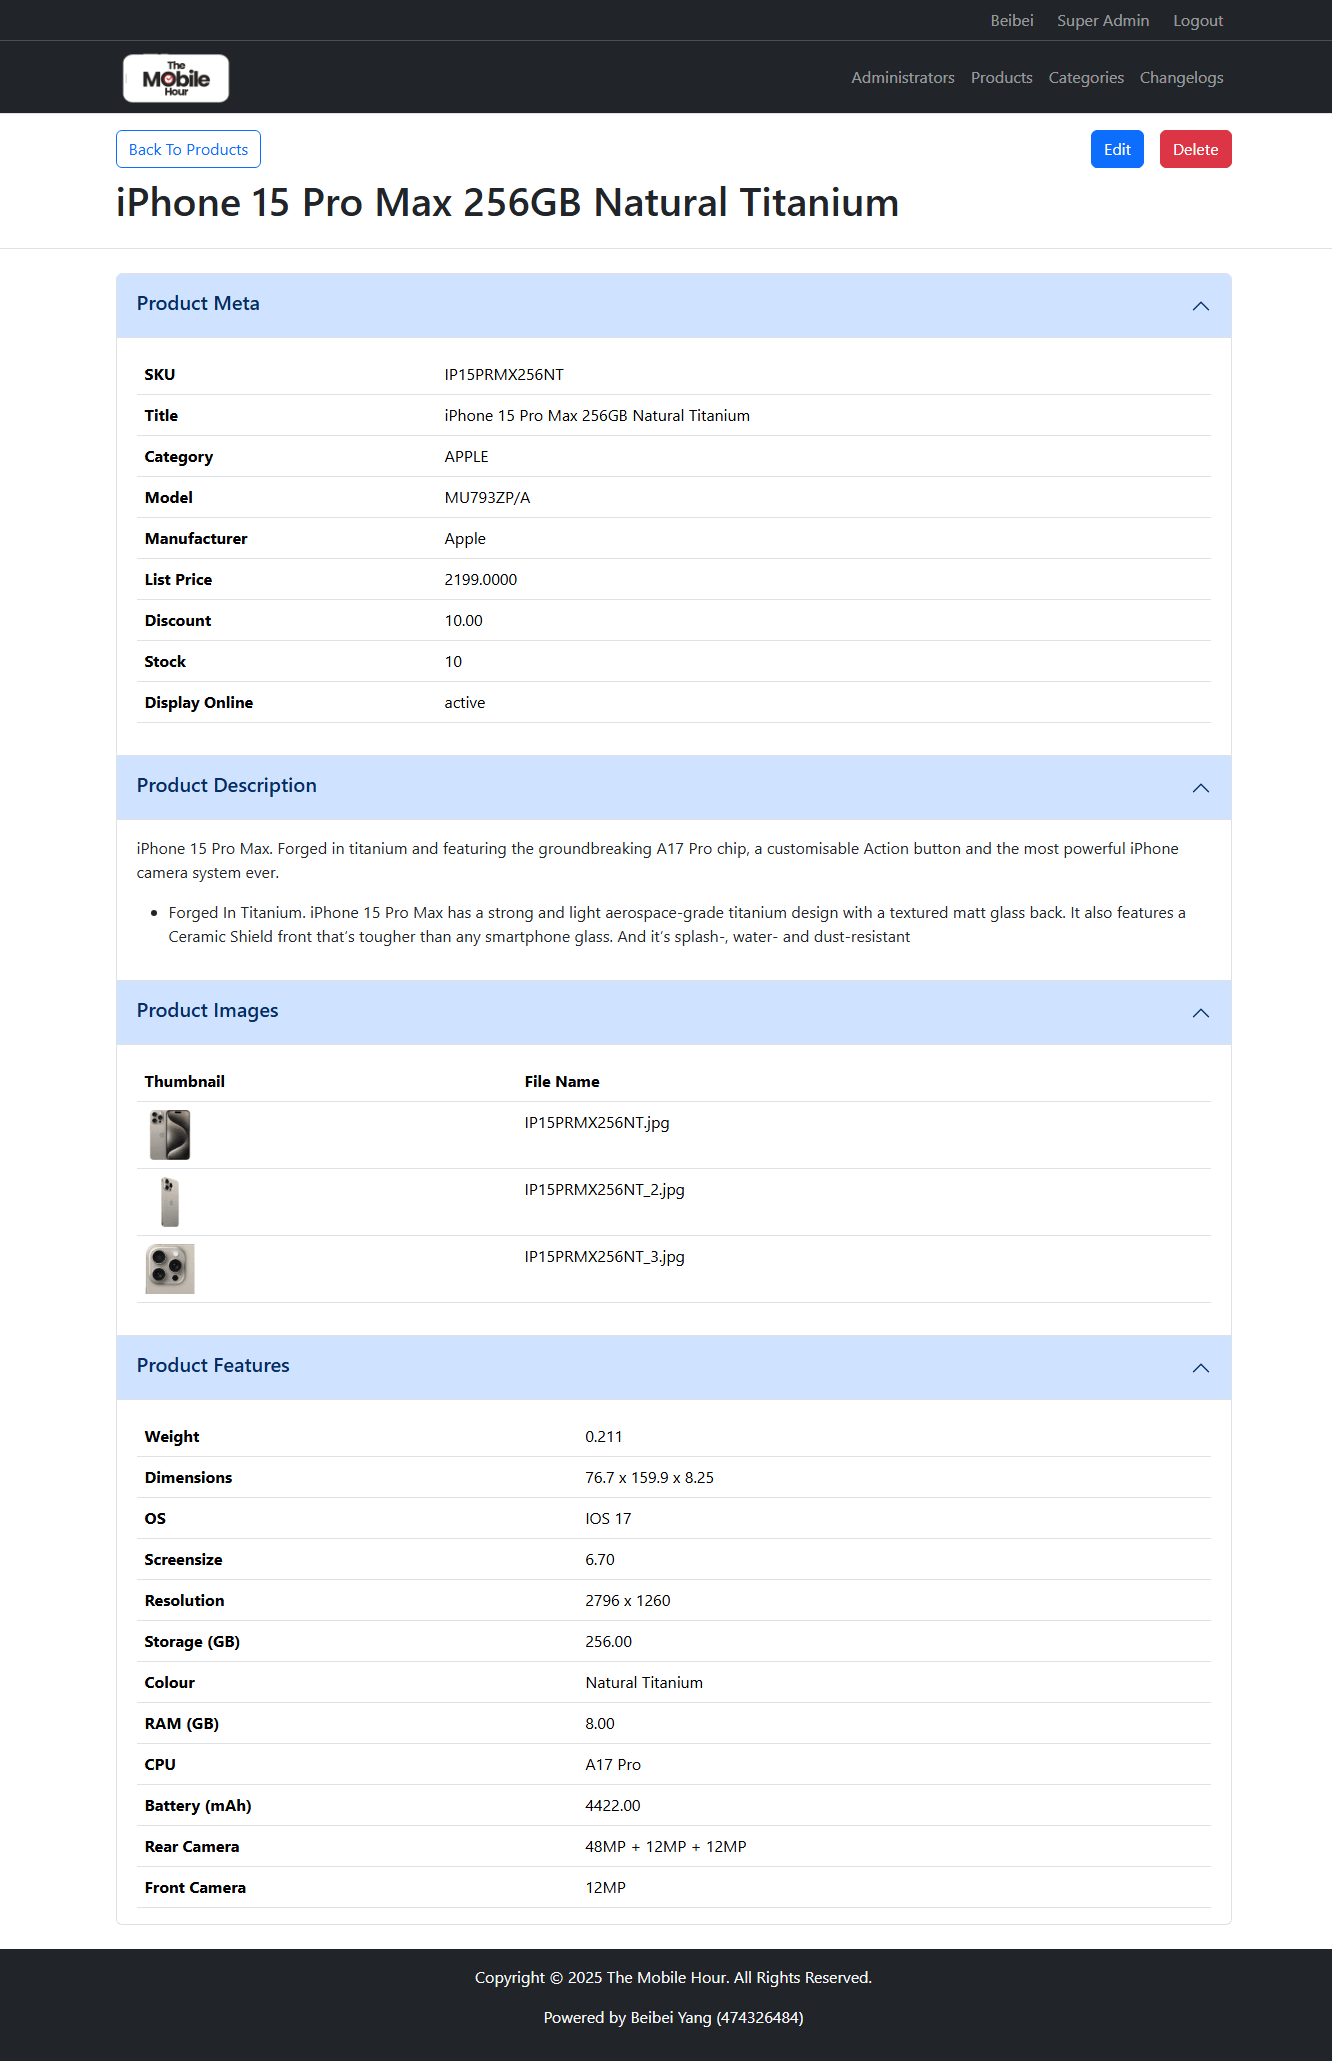 Beibei Super Admin Logout
The
Mobile
Hour
Administrators Products Categories Changelogs
Back To Products Edit Delete
iPhone 15 Pro Max 256GB Natural Titanium
Product Meta
SKU IP15PRMX256NT
Title iPhone 15 Pro Max 256GB Natural Titanium
Category APPLE
Model MU793ZP/A
Manufacturer Apple
List Price 2199.0000
Discount 10.00
Stock 10
Display Online active
Product Description
iPhone 15 Pro Max. Forged in titanium and featuring the groundbreaking A17 Pro chip, a customisable Action button and the most powerful iPhone
camera system ever.
• Forged In Titanium. iPhone 15 Pro Max has a strong and light aerospace-grade titanium design with a textured matt glass back. It also features a
Ceramic Shield front that’s tougher than any smartphone glass. And it’s splash-, water- and dust-resistant
Product Images
Thumbnail File Name
IP15PRMX256NT.jpg
IP15PRMX256NT_2.jpg
IP15PRMX256NT_3.jpg
Product Features
Weight 0.211
Dimensions 76.7 x 159.9 x 8.25
OS IOS 17
Screensize 6.70
Resolution 2796 x 1260
Storage (GB) 256.00
Colour Natural Titanium
RAM (GB) 8.00
CPU A17 Pro
Battery (mAh) 4422.00
Rear Camera 48MP + 12MP + 12MP
Front Camera 12MP
Copyright © 2025 The Mobile Hour. All Rights Reserved.
Powered by Beibei Yang (474326484)